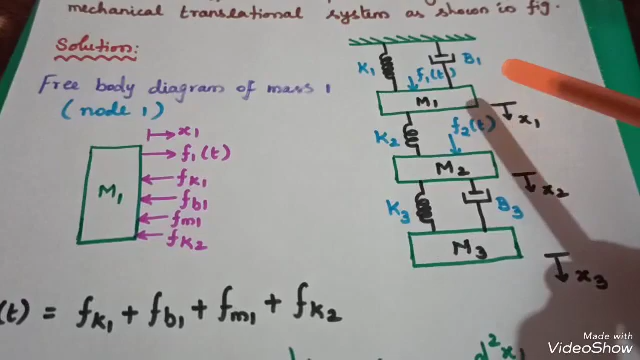 mechanical translational system as shown in fig.
Solution:
Free body diagram of mass 1
(node 1)
x1
f1(t)
M1
fK1
fb1
fm1
fK2
(t) = fK1 + fb1 + fm1 + fK2
K1
B1
f1(t)
M1
x1
K2
f2(t)
M2
x2
K3
B3
M3
x3
d²x1
Made With
VideoShow